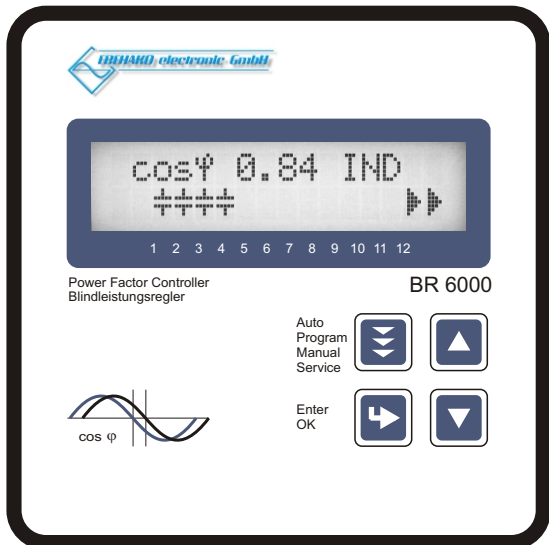 FREHAKO electronic GmbH
cosφ 0.84 IND
1 2 3 4 5 6 7 8 9 10 11 12
Power Factor Controller
Blindleistungsregler
BR 6000
Auto
Program
Manual
Service
Enter
OK
cos φ